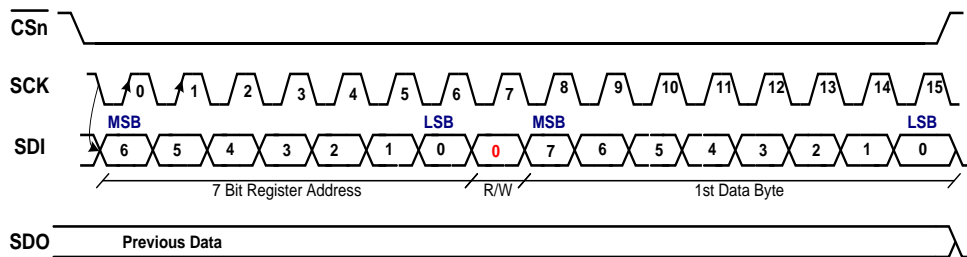 CSn
SCK 0 1 2 3 4 5 6 7 8 9 10 11 12 13 14 15
MSB LSB MSB LSB
SDI 6 5 4 3 2 1 0 0 7 6 5 4 3 2 1 0
7 Bit Register Address R/W 1st Data Byte
SDO Previous Data